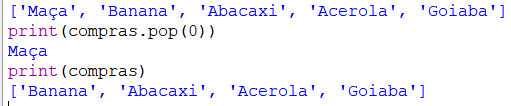 ['Maça', 'Banana', 'Abacaxi', 'Acerola', 'Goiaba']
print(compras.pop(0))
Maça
print(compras)
['Banana', 'Abacaxi', 'Acerola', 'Goiaba']